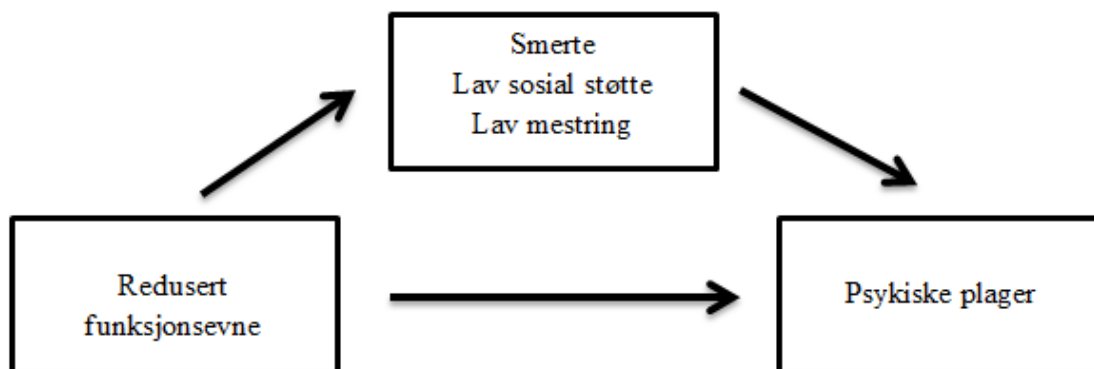 Smerte
Lav sosial støtte
Lav mestring
Redusert
funksjonsevne
Psykiske plager